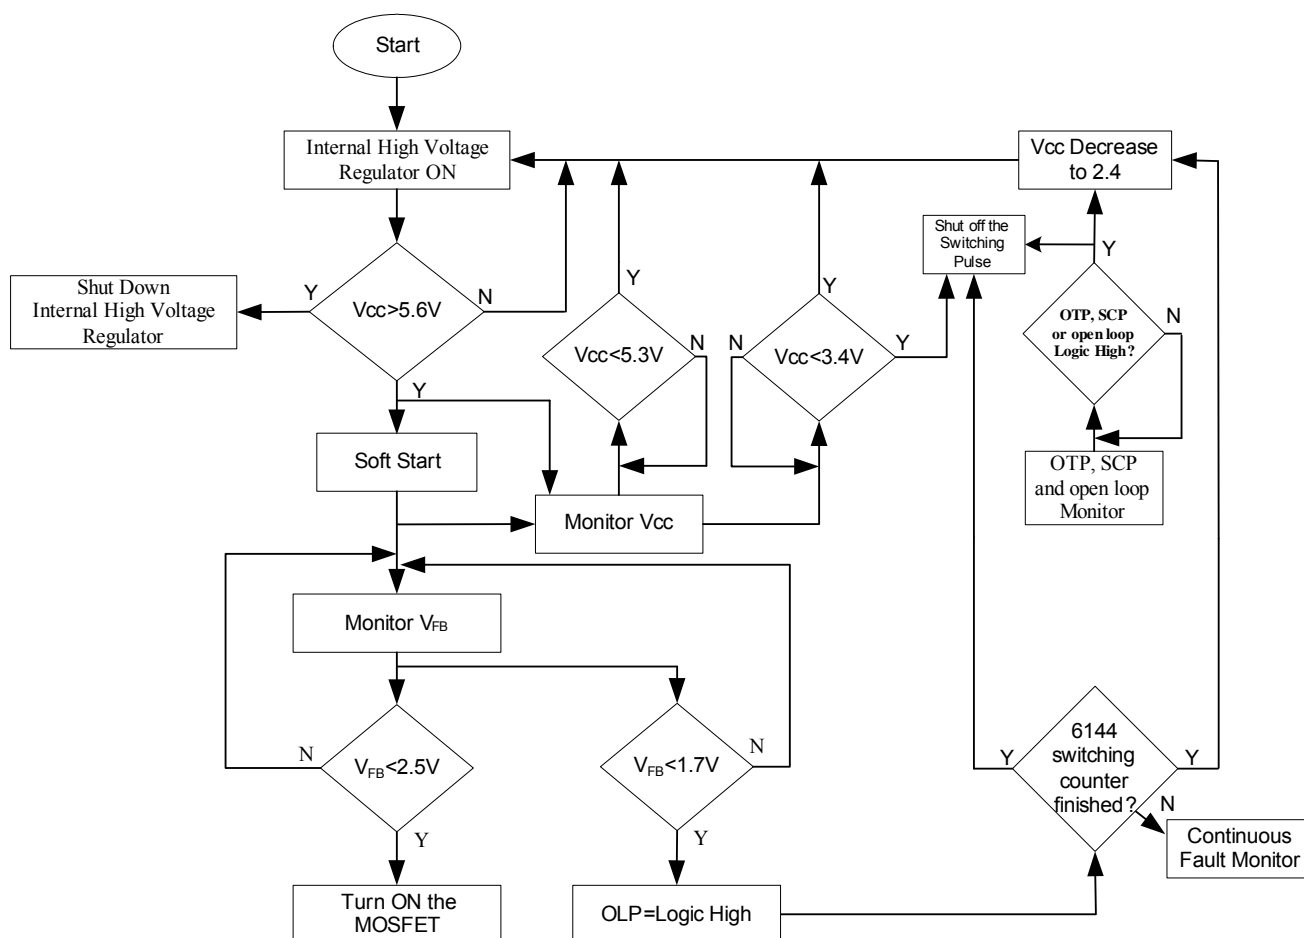 Start
Internal High Voltage
Regulator ON
Vcc Decrease
to 2.4
Shut off the
Switching
Pulse
Y
Y
Y
Y
Shut Down
Internal High Voltage
Regulator
Y
Vcc>5.6V
N
Vcc<5.3V
N
N
Vcc<3.4V
Y
OTP, SCP
or open loop
Logic High?
N
Y
Soft Start
OTP, SCP
and open loop
Monitor
Monitor Vcc
Monitor VFB
N
VFB<2.5V
VFB<1.7V
N
Y
6144
switching
counter
finished?
Y
N
Y
Y
Continuous
Fault Monitor
Turn ON the
MOSFET
OLP=Logic High